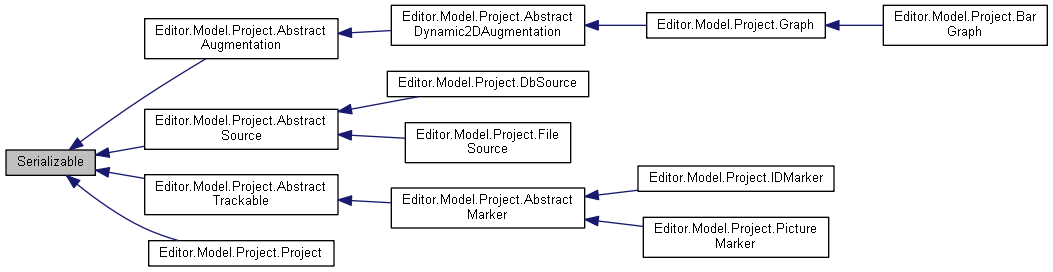 Serializable
Editor.Model.Project.Abstract
Augmentation
Editor.Model.Project.Abstract
Dynamic2DAugmentation
Editor.Model.Project.Graph
Editor.Model.Project.Bar
Graph
Editor.Model.Project.Abstract
Source
Editor.Model.Project.DbSource
Editor.Model.Project.File
Source
Editor.Model.Project.Abstract
Trackable
Editor.Model.Project.Abstract
Marker
Editor.Model.Project.IDMarker
Editor.Model.Project.Picture
Marker
Editor.Model.Project.Project